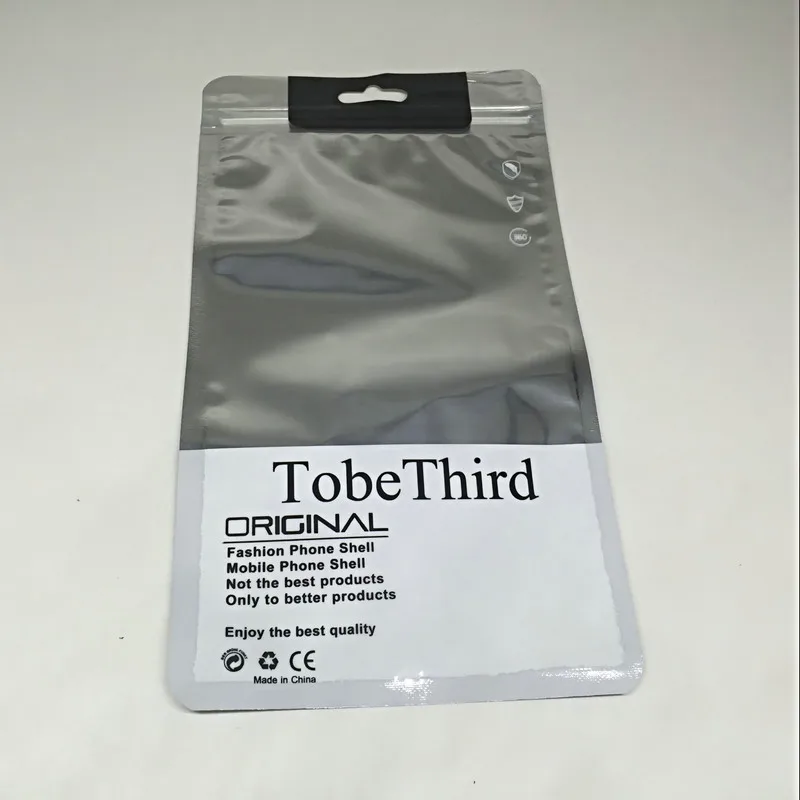 360°
TobeThird
ORIGINAL
Fashion Phone Shell
Mobile Phone Shell
Not the best products
Only to better products
Enjoy the best quality
CE
Made in China